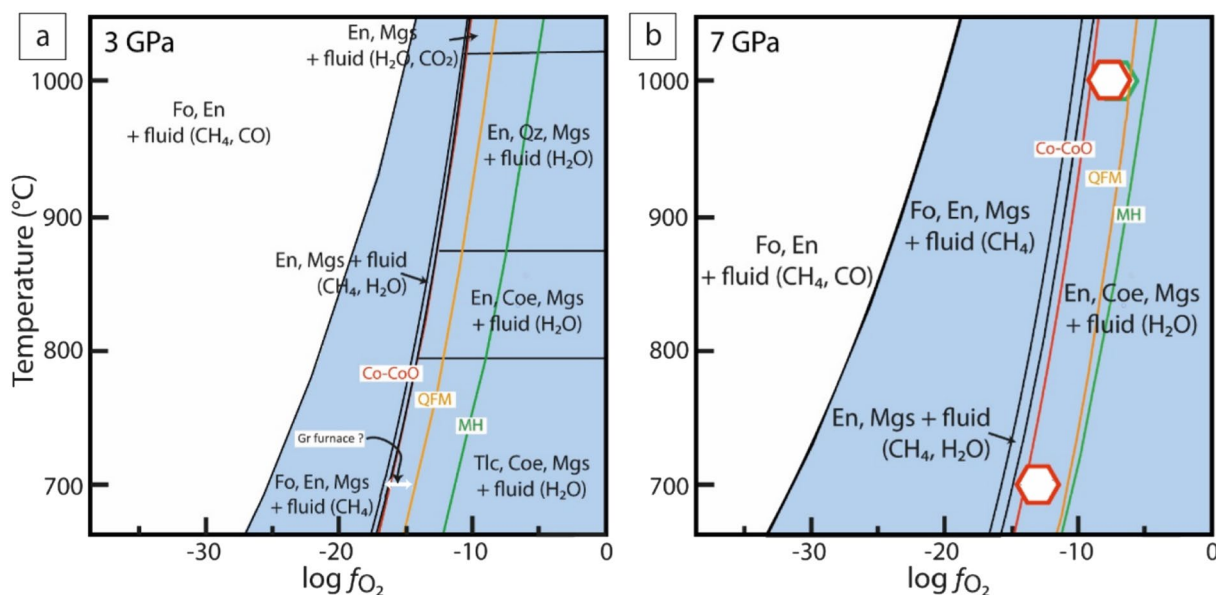 a
3 GPa
En, Mgs
+ fluid (H₂O, CO₂)
Fo, En
+ fluid (CH₄, CO)
En, Qz, Mgs
+ fluid (H₂O)
En, Mgs + fluid
(CH₄, H₂O)
En, Coe, Mgs
+ fluid (H₂O)
Co-CoO
QFM
MH
Gr furnace ?
Fo, En, Mgs
+ fluid (CH₄)
Tlc, Coe, Mgs
+ fluid (H₂O)
1000
900
800
700
Temperature (°C)
-30
-20
-10
0
log fO₂
b
7 GPa
Co-CoO
QFM
MH
Fo, En, Mgs
+ fluid (CH₄)
Fo, En
+ fluid (CH₄, CO)
En, Coe, Mgs
+ fluid (H₂O)
En, Mgs + fluid
(CH₄, H₂O)
1000
900
800
700
-30
-20
-10
0
log fO₂